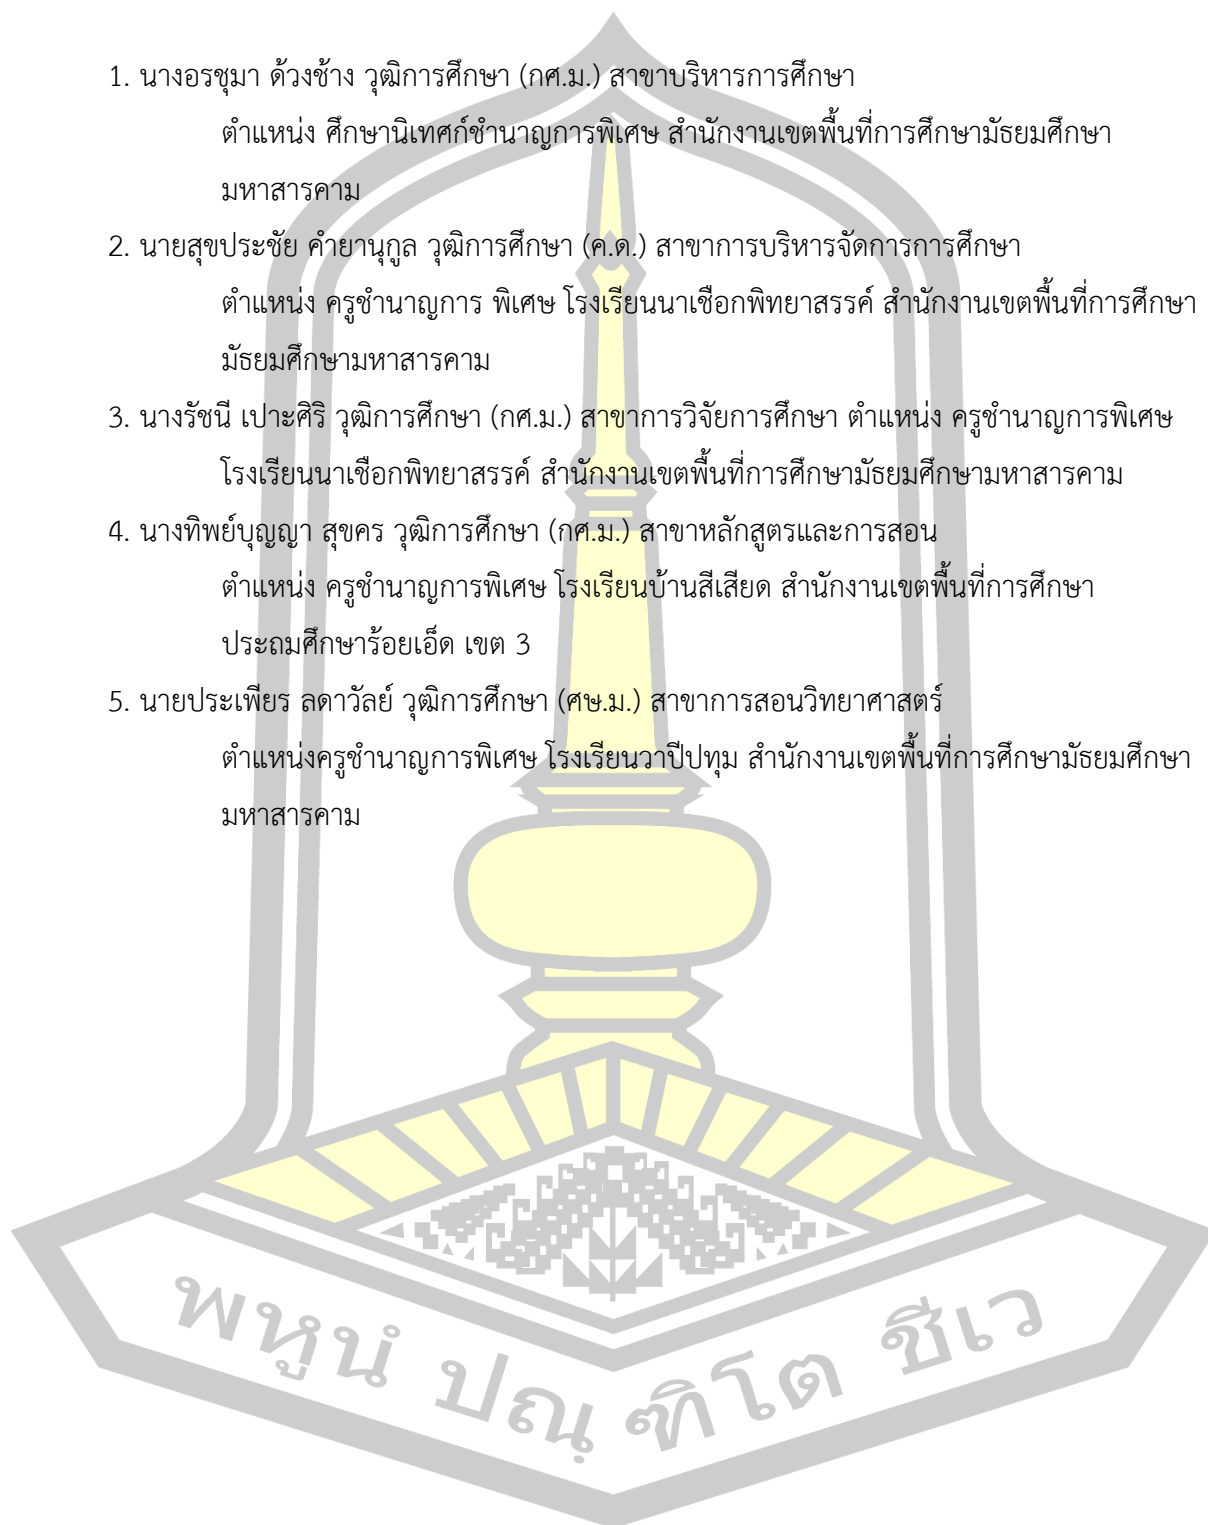 1. นางอรชุมา ด้วงช้าง วุฒิการศึกษา (กศ.ม.) สาขาบริหารการศึกษา
ตำแหน่ง ศึกษานิเทศก์ชำนาญการพิเศษ สำนักงานเขตพื้นที่การศึกษามัธยมศึกษา
มหาสารคาม
2. นายสุขประชัย คำยานุกูล วุฒิการศึกษา (ค.ด.) สาขาการบริหารจัดการการศึกษา
ตำแหน่ง ครูชำนาญการ พิเศษ โรงเรียนนาเชือกพิทยาสรรค์ สำนักงานเขตพื้นที่การศึกษา
มัธยมศึกษามหาสารคาม
3. นางรัชนี เปาะศิริ วุฒิการศึกษา (กศ.ม.) สาขาการวิจัยการศึกษา ตำแหน่ง ครูชำนาญการพิเศษ
โรงเรียนนาเชือกพิทยาสรรค์ สำนักงานเขตพื้นที่การศึกษามัธยมศึกษามหาสารคาม
4. นางทิพย์บุญญา สุขคร วุฒิการศึกษา (กศ.ม.) สาขาหลักสูตรและการสอน
ตำแหน่ง ครูชำนาญการพิเศษ โรงเรียนบ้านสีเสียด สำนักงานเขตพื้นที่การศึกษา
ประถมศึกษาร้อยเอ็ด เขต 3
5. นายประเพียร ลดาวัลย์ วุฒิการศึกษา (ศษ.ม.) สาขาการสอนวิทยาศาสตร์
ตำแหน่งครูชำนาญการพิเศษ โรงเรียนวาปีปทุม สำนักงานเขตพื้นที่การศึกษามัธยมศึกษา
มหาสารคาม
พหูนํ ปณฺฑิโต ชีเว